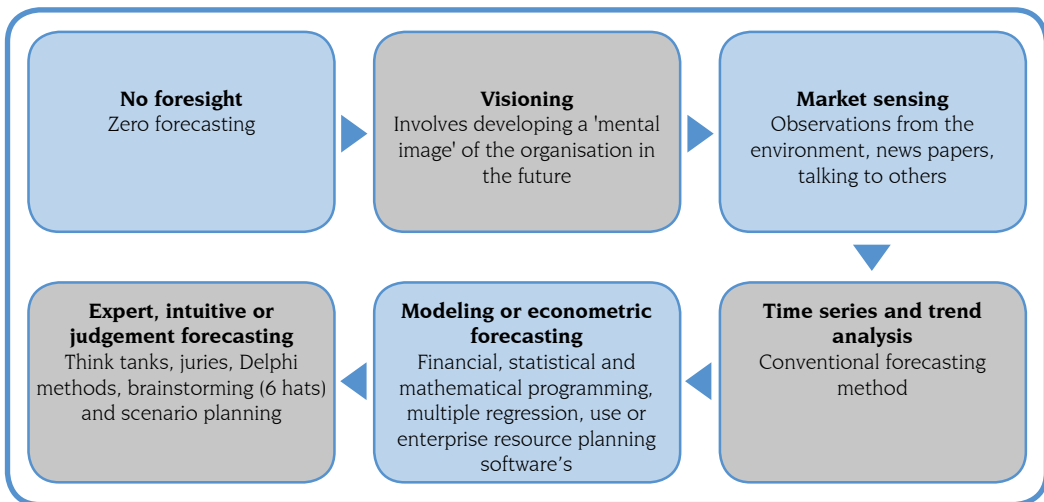 No foresight
Zero forecasting
Visioning
Involves developing a 'mental
image' of the organisation in
the future
Market sensing
Observations from the
environment, news papers,
talking to others
Time series and trend
analysis
Conventional forecasting
method
Modeling or econometric
forecasting
Financial, statistical and
mathematical programming,
multiple regression, use or
enterprise resource planning
software’s
Expert, intuitive or
judgement forecasting
Think tanks, juries, Delphi
methods, brainstorming (6 hats)
and scenario planning